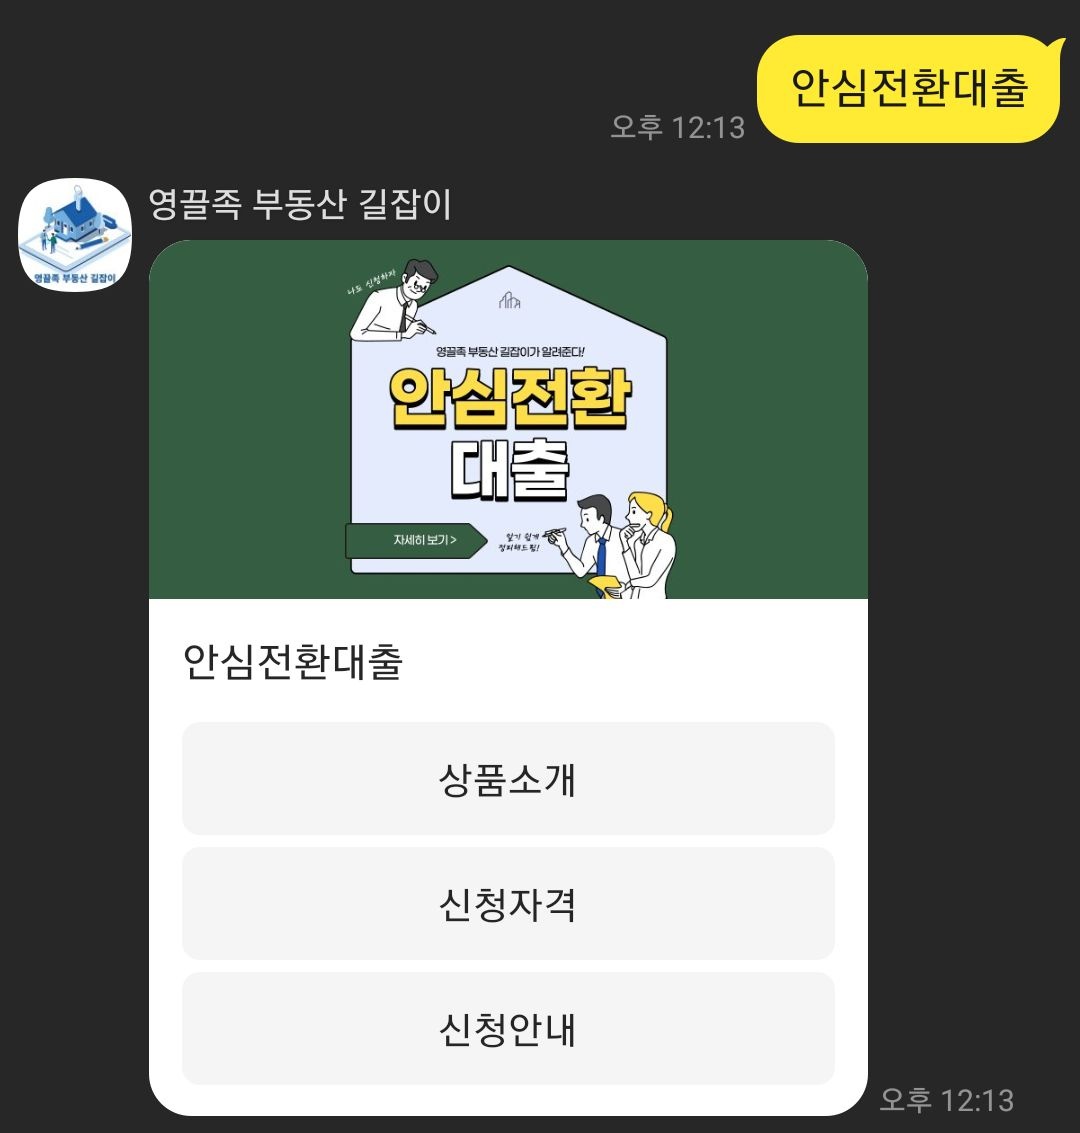 안심전환대출
오후 12:13
영끌족 부동산 길잡이
영끌족 부동산 길잡이
나도 신청하자
영끌족 부동산 길잡이가 알려준다!
안심전환
대출
자세히 보기 >
알기 쉽게
정리해드림!
안심전환대출
상품소개
신청자격
신청안내
오후 12:13